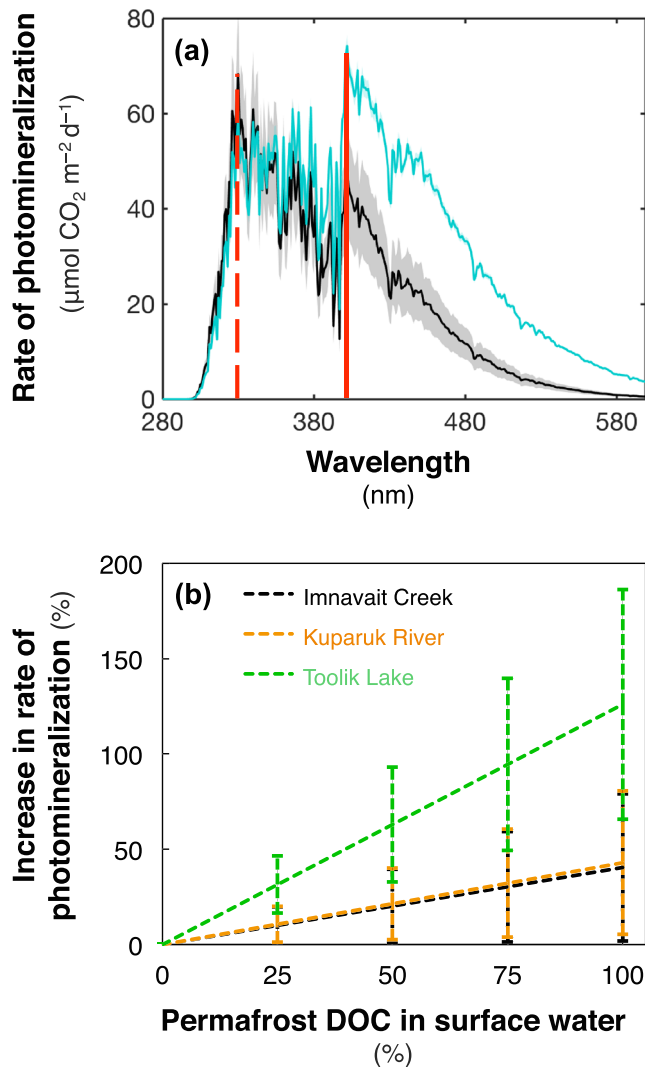 (a)
Rate of photomineralization
(µmol CO₂ m⁻² d⁻¹)
80
60
40
20
0
280 380 480 580
Wavelength
(nm)
(b)
Increase in rate of
photomineralization (%)
200
150
100
50
0
Imnavait Creek
Kuparuk River
Toolik Lake
0 25 50 75 100
Permafrost DOC in surface water
(%)